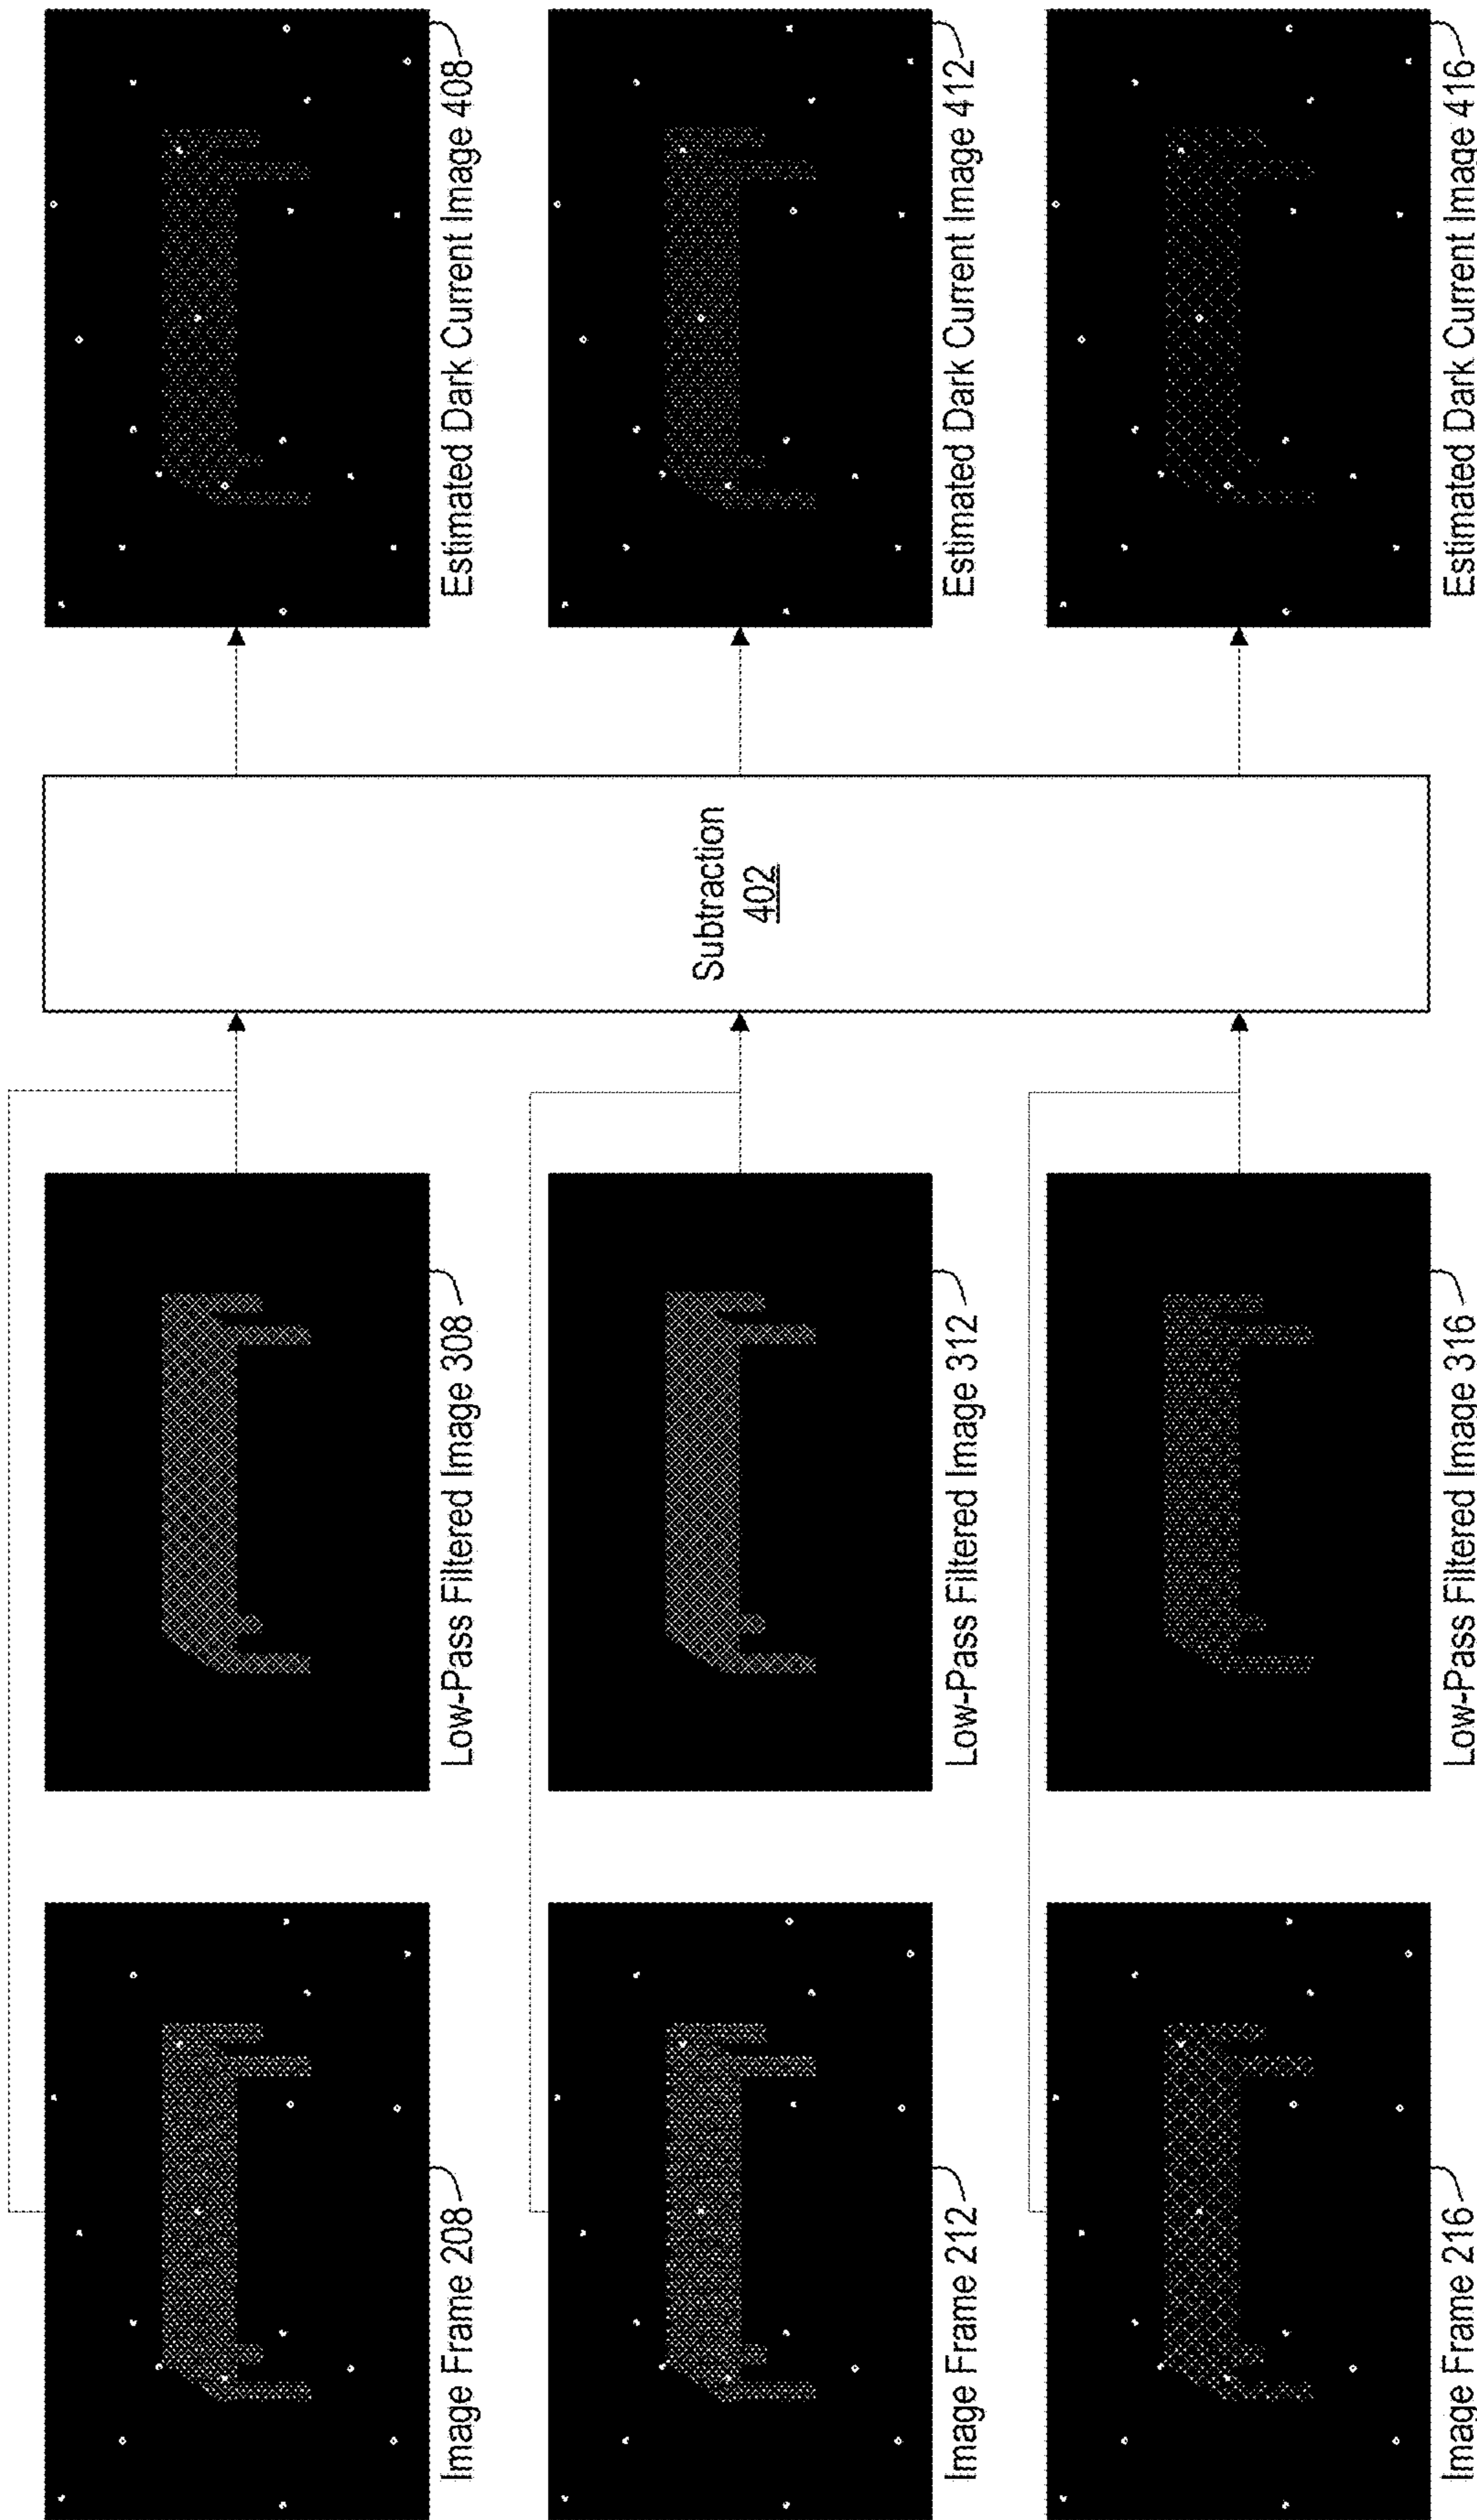 Image Frame 208
Low-Pass Filtered Image 308
Estimated Dark Current Image 408
Subtraction
402
Image Frame 212
Low-Pass Filtered Image 312
Estimated Dark Current Image 412
Image Frame 216
Low-Pass Filtered Image 316
Estimated Dark Current Image 416